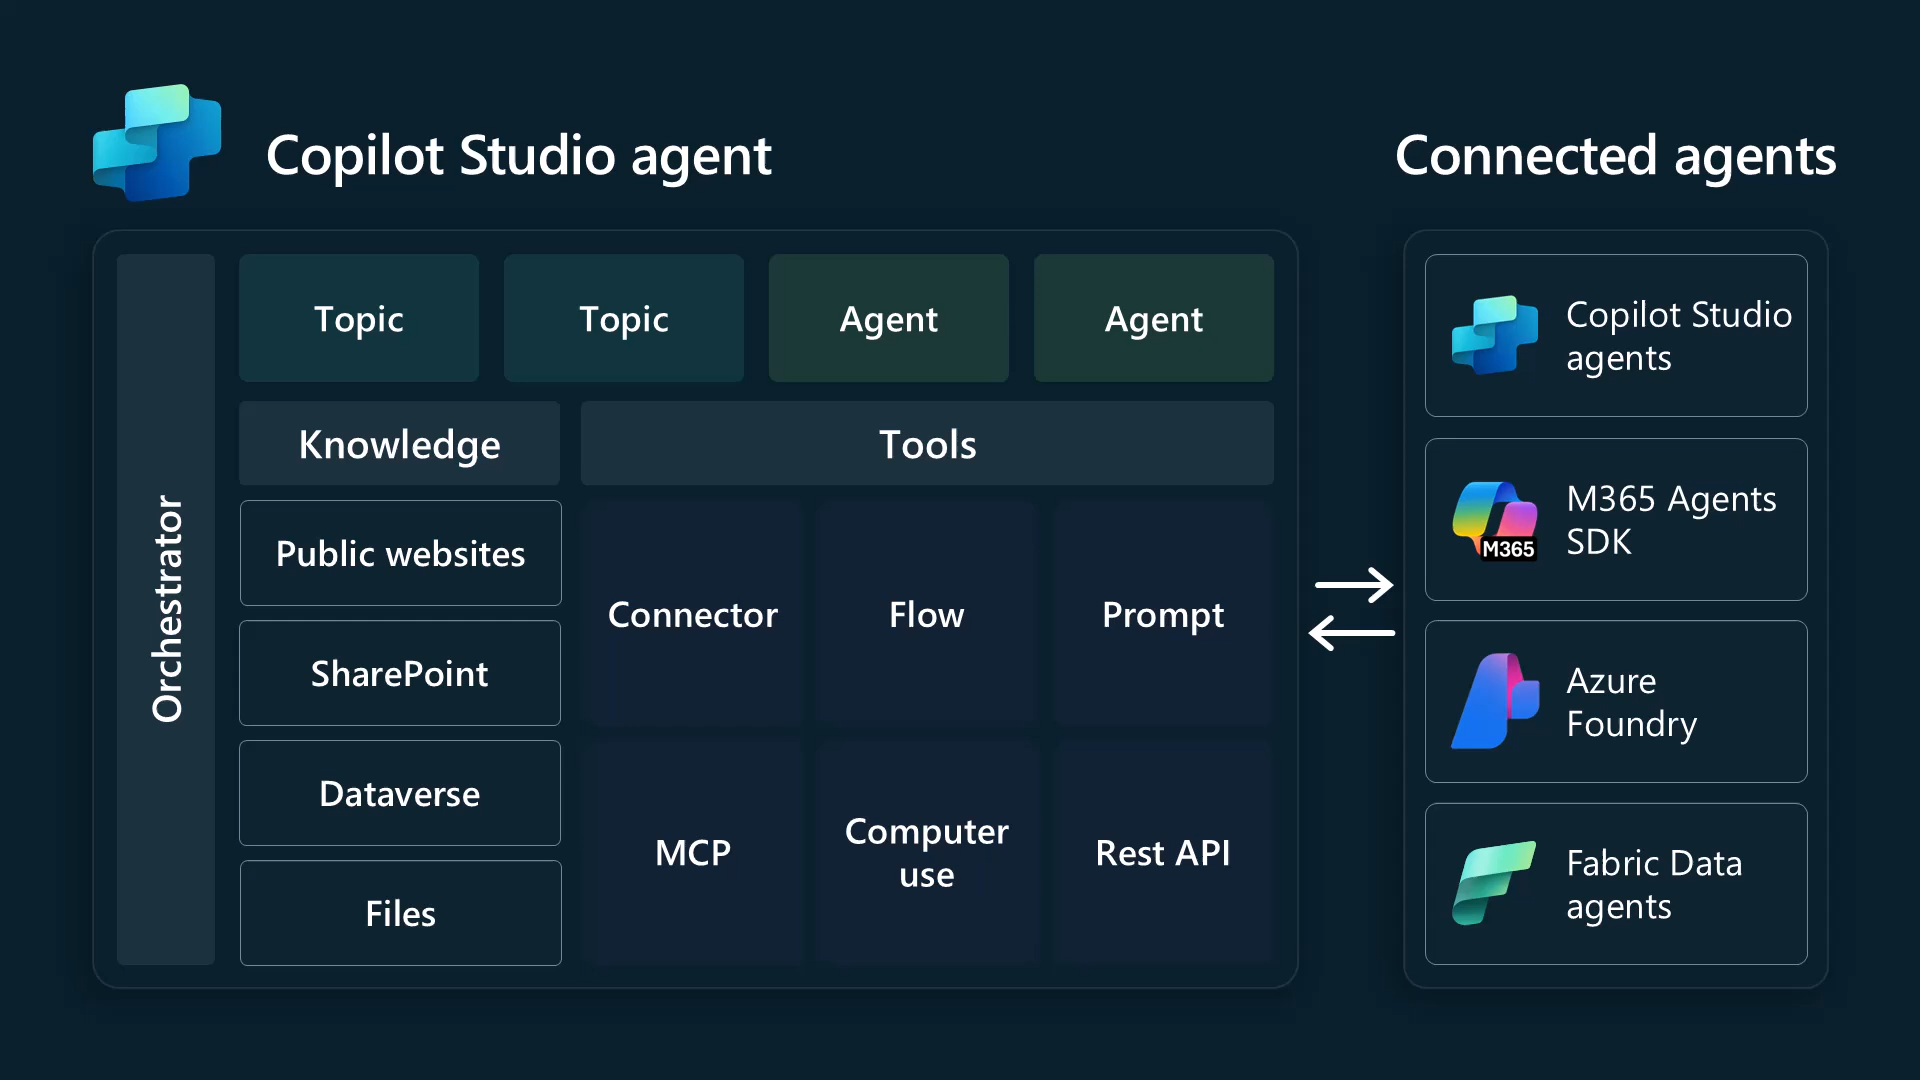 Copilot Studio agent
Connected agents
Orchestrator
Topic
Topic
Agent
Agent
Knowledge
Tools
Public websites
SharePoint
Dataverse
Files
Connector
Flow
Prompt
MCP
Computer
use
Rest API
Copilot Studio
agents
M365
M365 Agents
SDK
Azure
Foundry
Fabric Data
agents